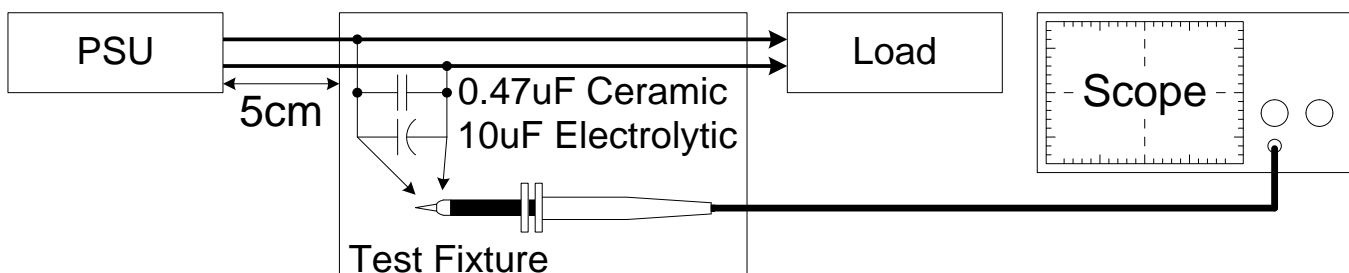 PSU
Load
Scope
5cm
0.47uF Ceramic
10uF Electrolytic
Test Fixture